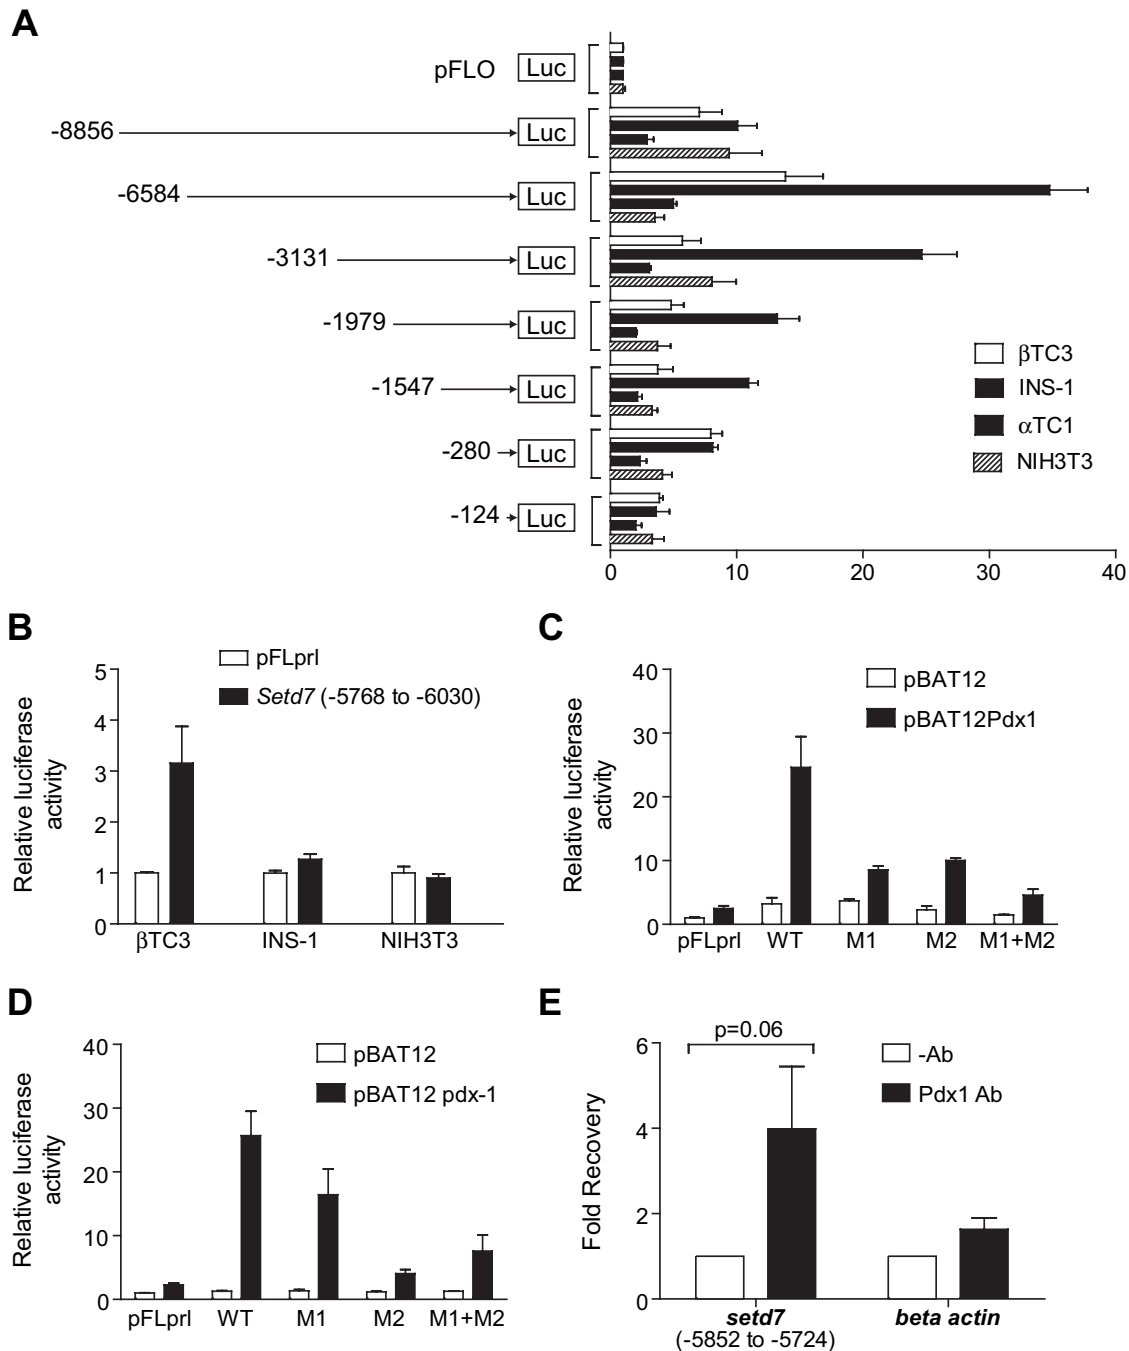 A
pFLO Luc
-8856 Luc
-6584 Luc
-3131 Luc
-1979 Luc
-1547 Luc
-280 Luc
-124 Luc
βTC3
INS-1
αTC1
NIH3T3
0 10 20 30 40
B
pFLprl
Setd7 (-5768 to -6030)
Relative luciferase
activity
5
4
3
2
1
0
βTC3 INS-1 NIH3T3
C
pBAT12
pBAT12Pdx1
Relative luciferase
activity
40
30
20
10
0
pFLprl WT M1 M2 M1+M2
D
pBAT12
pBAT12 pdx-1
Relative luciferase
activity
40
30
20
10
0
pFLprl WT M1 M2 M1+M2
E
p=0.06
-Ab
Pdx1 Ab
Fold Recovery
6
4
2
0
setd7 beta actin
(-5852 to -5724)